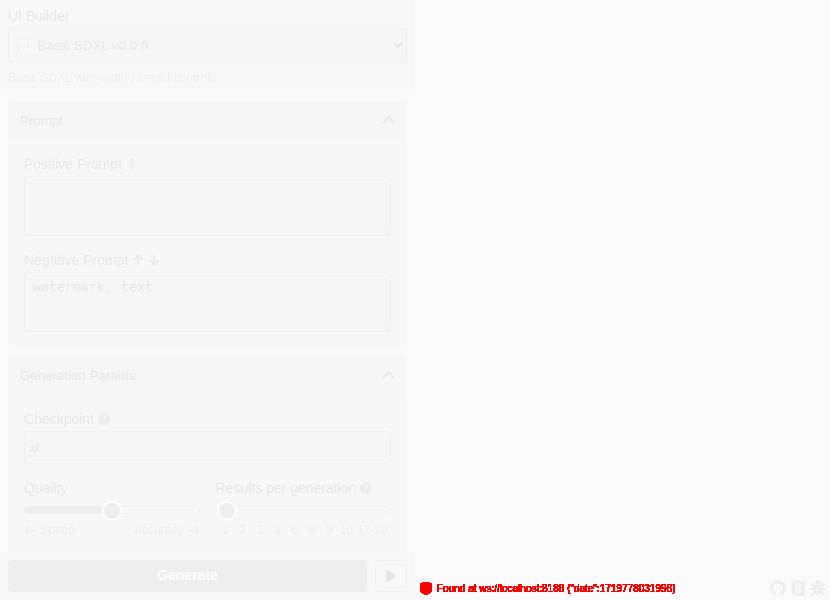 UI Builder
Basic SDXL v0.0.0
Basic SDXL with width / height controls
Prompt
Positive Prompt
Negative Prompt
watermark, text
Generation Params
Checkpoint
xl
Quality
Results per generation
Speed
Accuracy
1 2 3 4 6 8 9 10 12 20
Generate
Found at ws://localhost:8188 {"date":1719778031996}